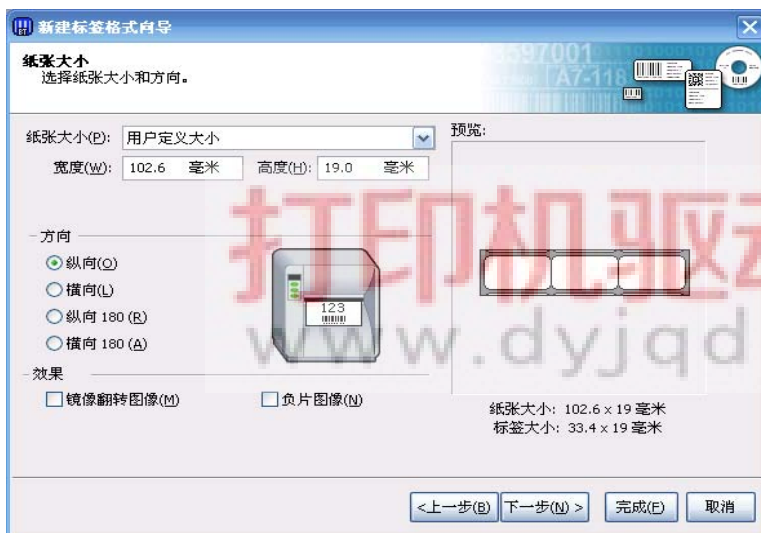 新建标签格式向导
纸张大小
选择纸张大小和方向。
597001
A7-118
纸张大小(P): 用户定义大小
预览:
宽度(W): 102.6 毫米 高度(H): 19.0 毫米
打印机驱动
www.dyjqd
方向
纵向(O)
横向(L)
纵向 180 (R)
横向 180 (A)
123
效果
镜像翻转图像(M) 负片图像(N)
纸张大小: 102.6 x 19 毫米
标签大小: 33.4 x 19 毫米
<上一步(B) 下一步(N) > 完成(F) 取消